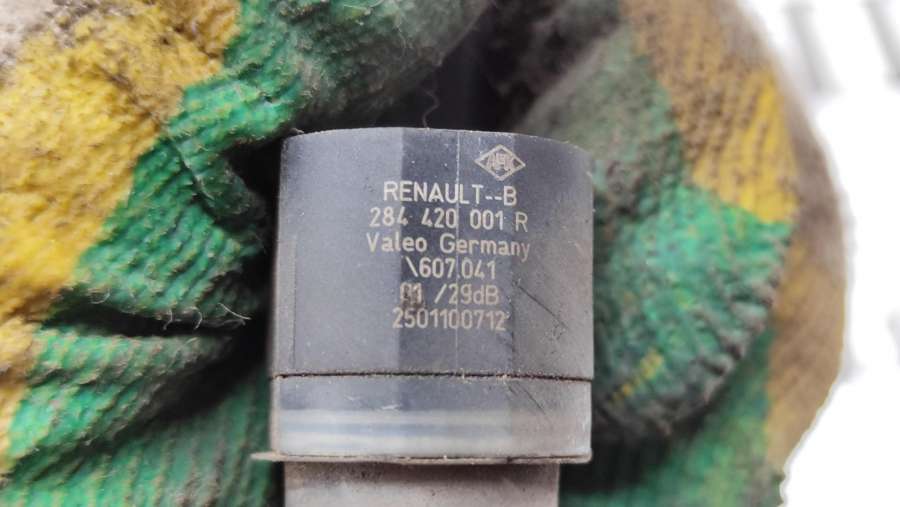 RENAULT--B
284 420 001 R
Valeo Germany
\607.041
01 /29dB
2501100712